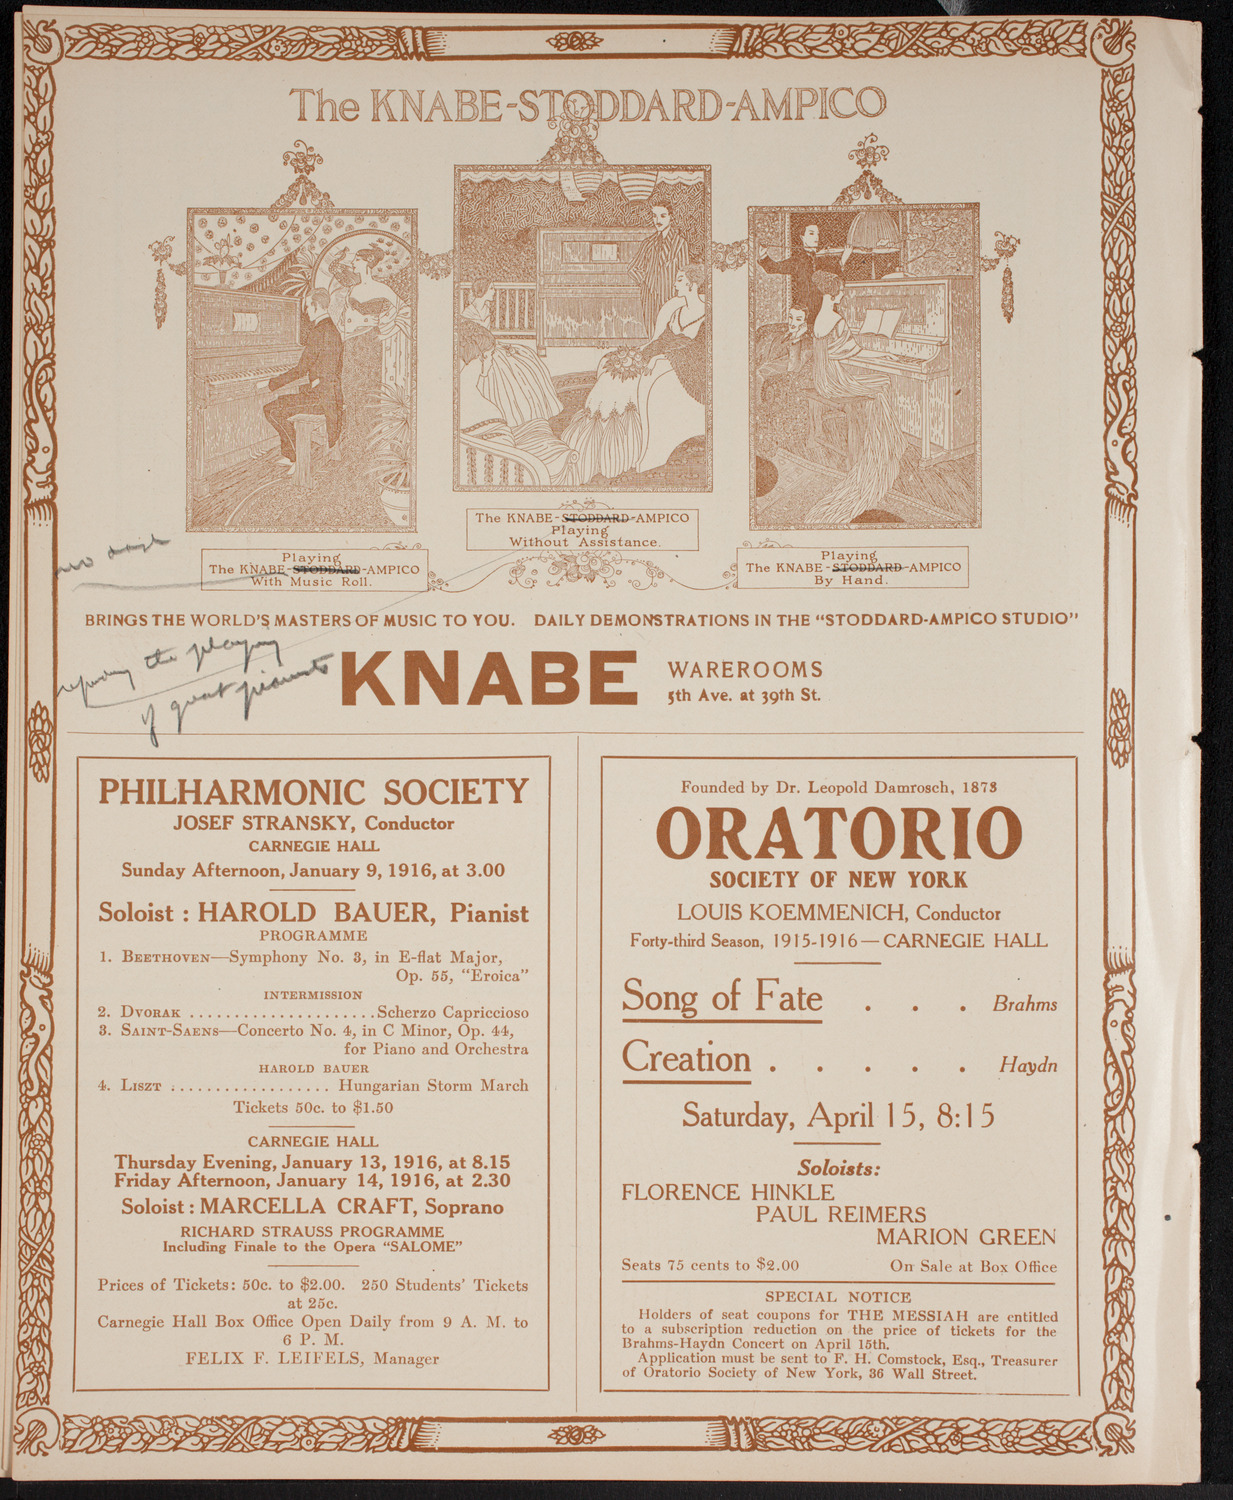 The KNABE-STODDARD-AMPICO
The KNABE-STODDARD-AMPICO
Playing
Without Assistance.
Playing
The KNABE-STODDARD-AMPICO
With Music Roll.
Playing
The KNABE-STODDARD-AMPICO
By Hand.
BRINGS THE WORLD'S MASTERS OF MUSIC TO YOU. DAILY DEMONSTRATIONS IN THE "STODDARD-AMPICO STUDIO"
the playing
of great pianists
KNABE
WAREROOMS
5th Ave. at 39th St.
PHILHARMONIC SOCIETY
JOSEF STRANSKY, Conductor
CARNEGIE HALL
Sunday Afternoon, January 9, 1916, at 3.00
Soloist : HAROLD BAUER, Pianist
PROGRAMME
1. BEETHOVEN—Symphony No. 3, in E-flat Major,
Op. 55, "Eroica"
INTERMISSION
2. DVORAK ....................Scherzo Capriccioso
3. SAINT-SAENS—Concerto No. 4, in C Minor, Op. 44,
for Piano and Orchestra
HAROLD BAUER
4. LISZT .................. Hungarian Storm March
Tickets 50c. to $1.50
CARNEGIE HALL
Thursday Evening, January 13, 1916, at 8.15
Friday Afternoon, January 14, 1916, at 2.30
Soloist : MARCELLA CRAFT, Soprano
RICHARD STRAUSS PROGRAMME
Including Finale to the Opera "SALOME"
Prices of Tickets: 50c. to $2.00. 250 Students' Tickets
at 25c.
Carnegie Hall Box Office Open Daily from 9 A. M. to
6 P. M.
FELIX F. LEIFELS, Manager
Founded by Dr. Leopold Damrosch, 1873
ORATORIO
SOCIETY OF NEW YORK
LOUIS KOEMMENICH, Conductor
Forty-third Season, 1915-1916—CARNEGIE HALL
Song of Fate . . . Brahms
Creation . . . . . Haydn
Saturday, April 15, 8:15
Soloists:
FLORENCE HINKLE
PAUL REIMERS
MARION GREEN
Seats 75 cents to $2.00 On Sale at Box Office
SPECIAL NOTICE
Holders of seat coupons for THE MESSIAH are entitled
to a subscription reduction on the price of tickets for the
Brahms-Haydn Concert on April 15th.
Application must be sent to F. H. Comstock, Esq., Treasurer
of Oratorio Society of New York, 36 Wall Street.